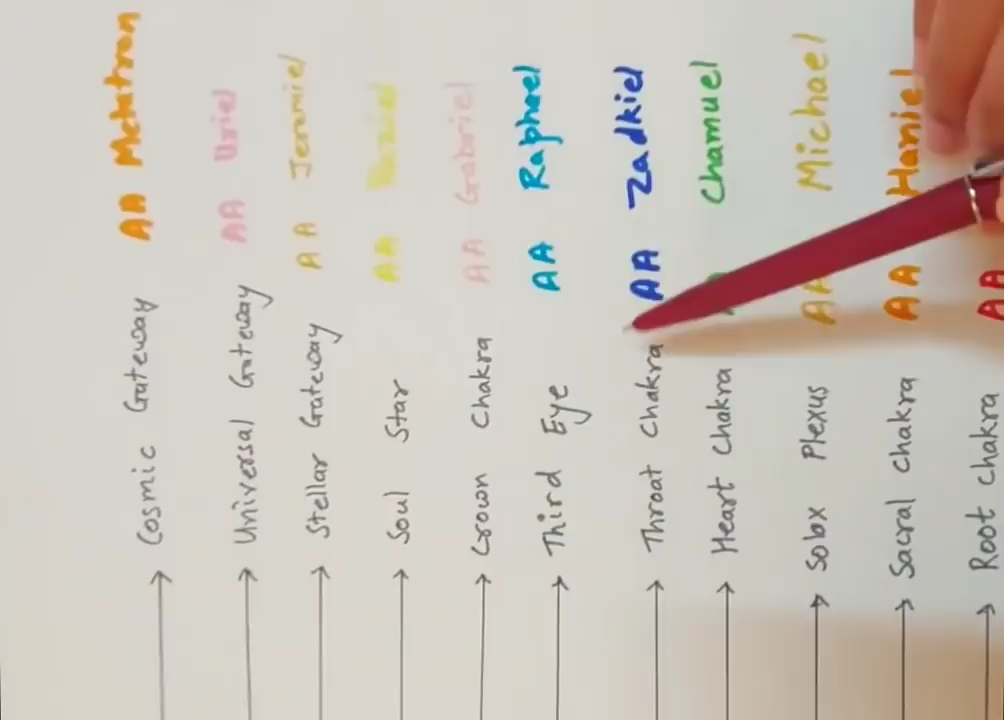 Cosmic Gateway AA Metatron
Universal Gateway AA Uriel
Stellar Gateway AA Jeremiel
Soul Star AA
Crown Chakra AA Gabriel
Third Eye AA Raphael
Throat Chakra AA Zadkiel
Heart Chakra Chamuel
Plexus AA Michael
Sacral Chakra AA Haniel
Root Chakra AA